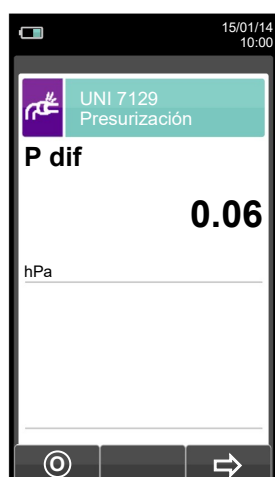 15/01/14
10:00
UNI 7129
Presurización
P dif
0.06
hPa